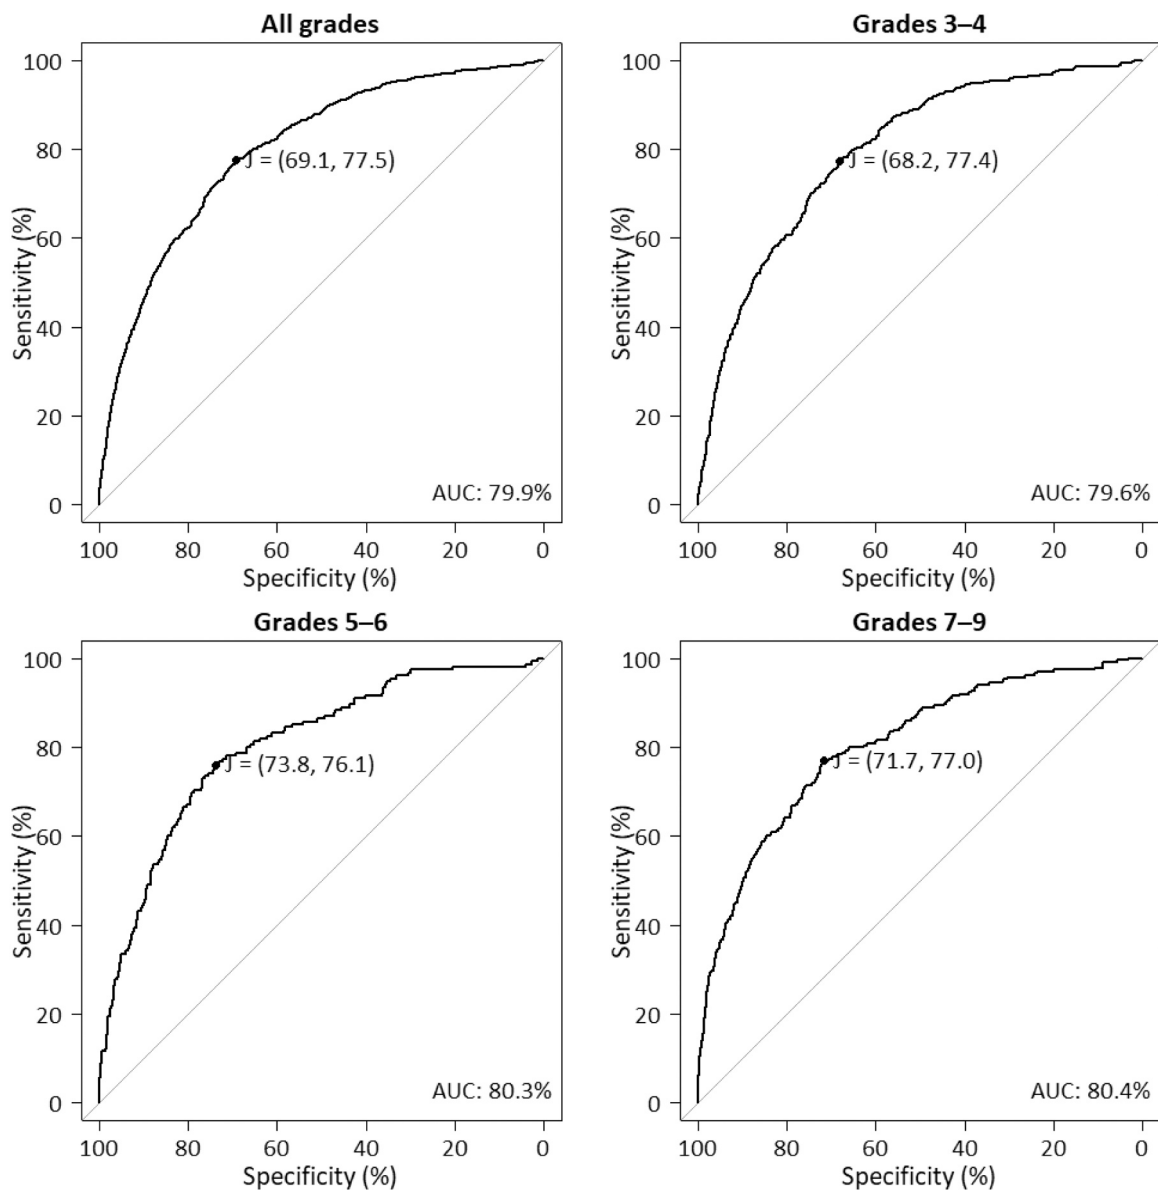 All grades
Sensitivity (%)
100
80
60
40
20
0
J = (69.1, 77.5)
AUC: 79.9%
100 80 60 40 20 0
Specificity (%)
Grades 3–4
Sensitivity (%)
100
80
60
40
20
0
J = (68.2, 77.4)
AUC: 79.6%
100 80 60 40 20 0
Specificity (%)
Grades 5–6
Sensitivity (%)
100
80
60
40
20
0
J = (73.8, 76.1)
AUC: 80.3%
100 80 60 40 20 0
Specificity (%)
Grades 7–9
Sensitivity (%)
100
80
60
40
20
0
J = (71.7, 77.0)
AUC: 80.4%
100 80 60 40 20 0
Specificity (%)